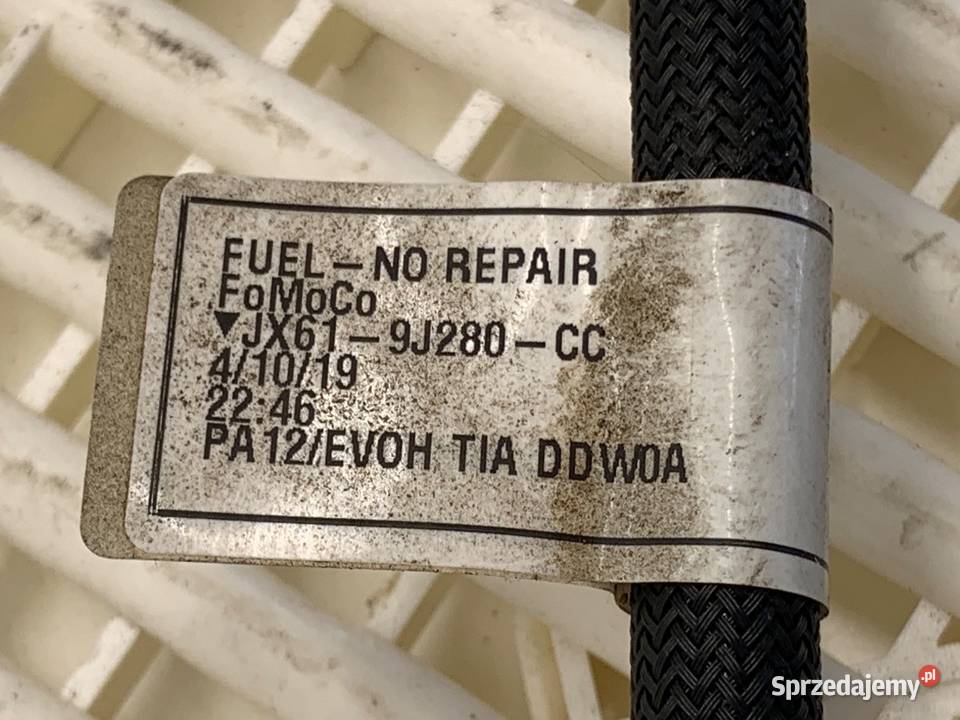 FUEL-NO REPAIR
FoMoCo
▼JX61-9J280-CC
4/10/19
22:46
PA12/EVOH TIA DDW0A
Sprzedajemy.pl